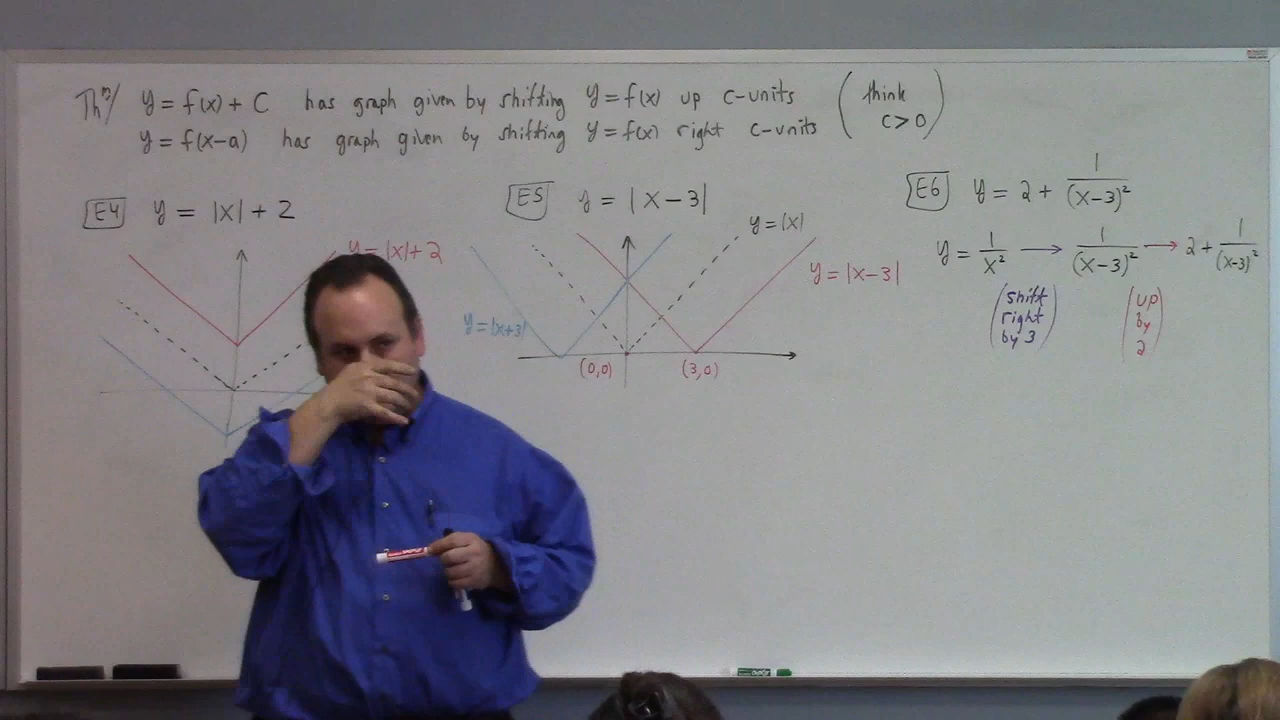 Thm/ y = f(x) + C has graph given by shifting y = f(x) up c-units (think
y = f(x-a) has graph given by shifting y = f(x) right c-units c > 0)
E4 y = |x| + 2
y = |x| + 2
E5 y = |x-3|
y = |x|
y = |x-3|
y = |x+3|
(0,0) (3,0)
E6 y = 2 + 1/(x-3)²
y = 1/x² → 1/(x-3)² → 2 + 1/(x-3)²
(shift
right
by 3)
(up
by
2)